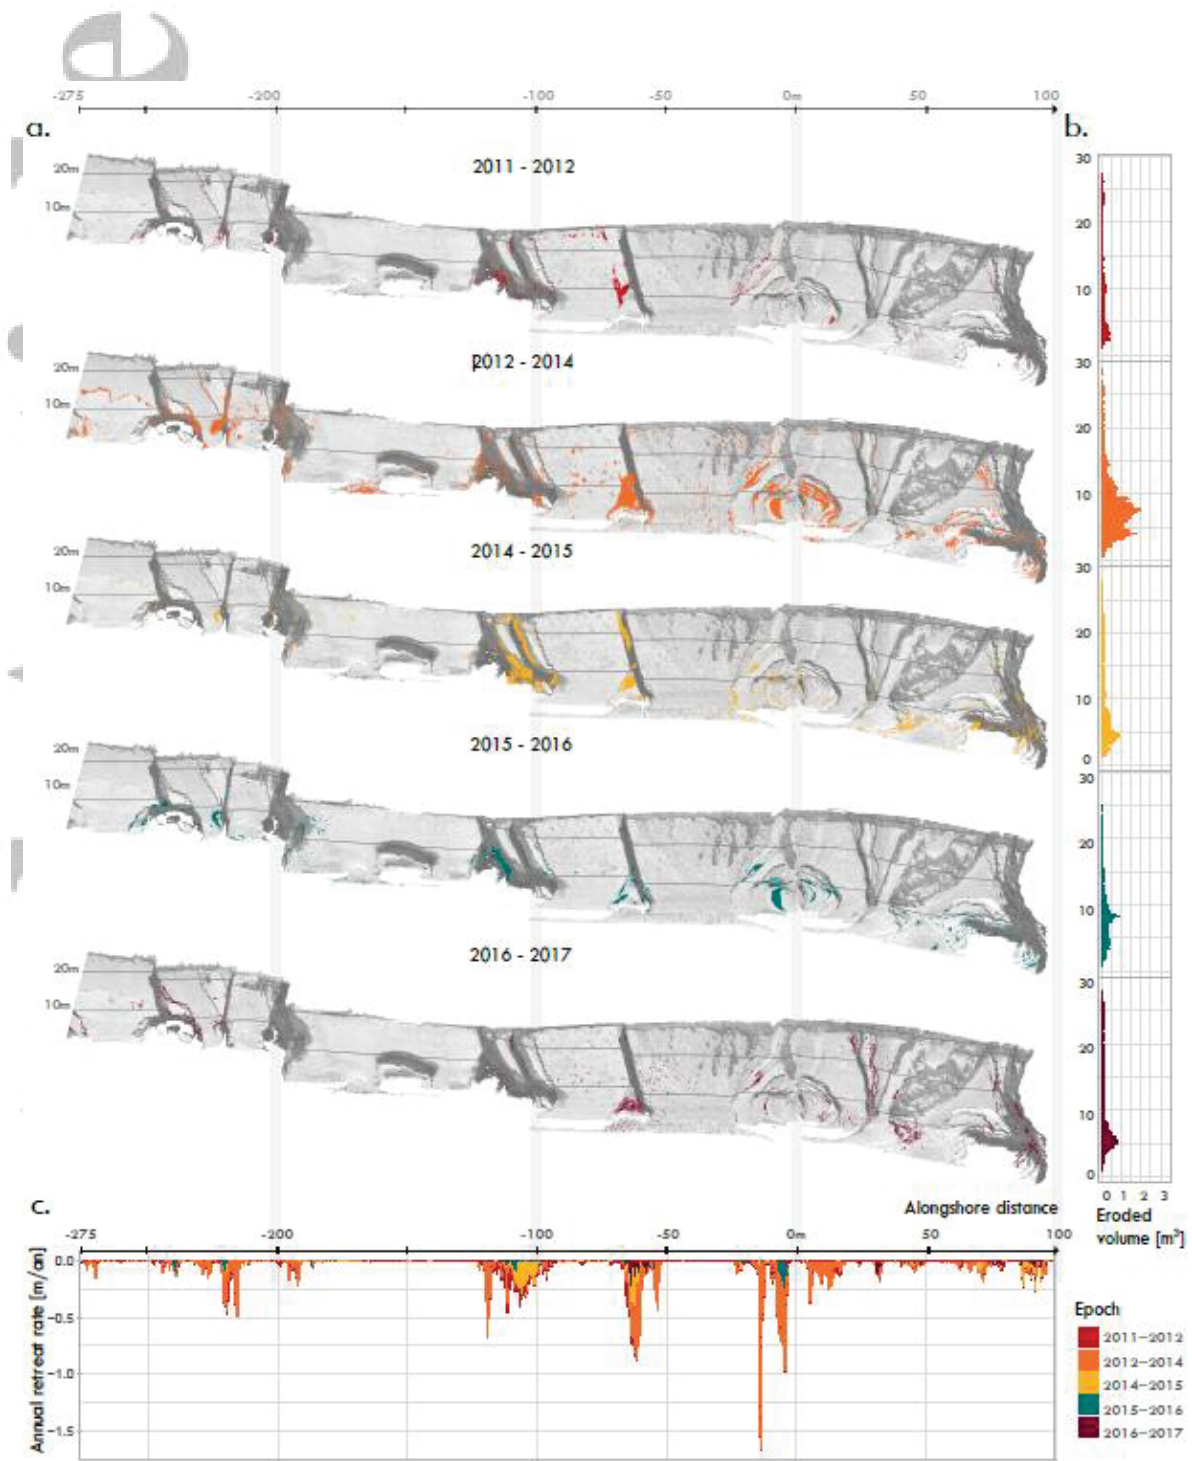 e
-275 -200 -100 -50 0m 50 100
a. b.
2011 - 2012
20m
10m
30
20
10
2012 - 2014
20m
10m
30
20
10
2014 - 2015
20m
10m
30
20
10
0
2015 - 2016
20m
10m
30
20
10
2016 - 2017
20m
10m
30
20
10
0
0 1 2 3
Eroded
volume [m³]
c.
Alongshore distance
-275 -200 -100 0m 50 100
Annual retreat rate [m/an]
0.0
-0.5
-1.0
-1.5
Epoch
2011-2012
2012-2014
2014-2015
2015-2016
2016-2017